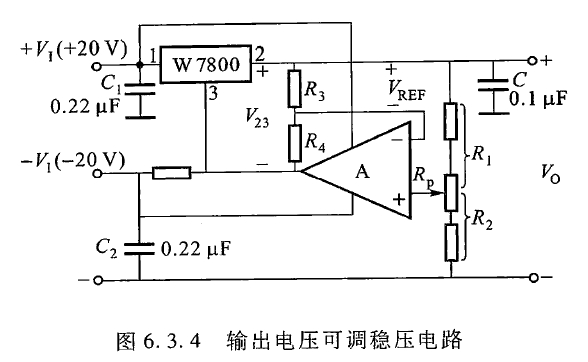 +V_I(+20 V)
1
W7800
2
+
+
+
C_1
0.22 μF
3
V_23
R_3
V_REF
−
C
0.1 μF
−V_I(−20 V)
−
R_4
A
−
+
R_p
R_1
R_2
V_O
C_2
0.22 μF
−
−
图 6.3.4 输出电压可调稳压电路